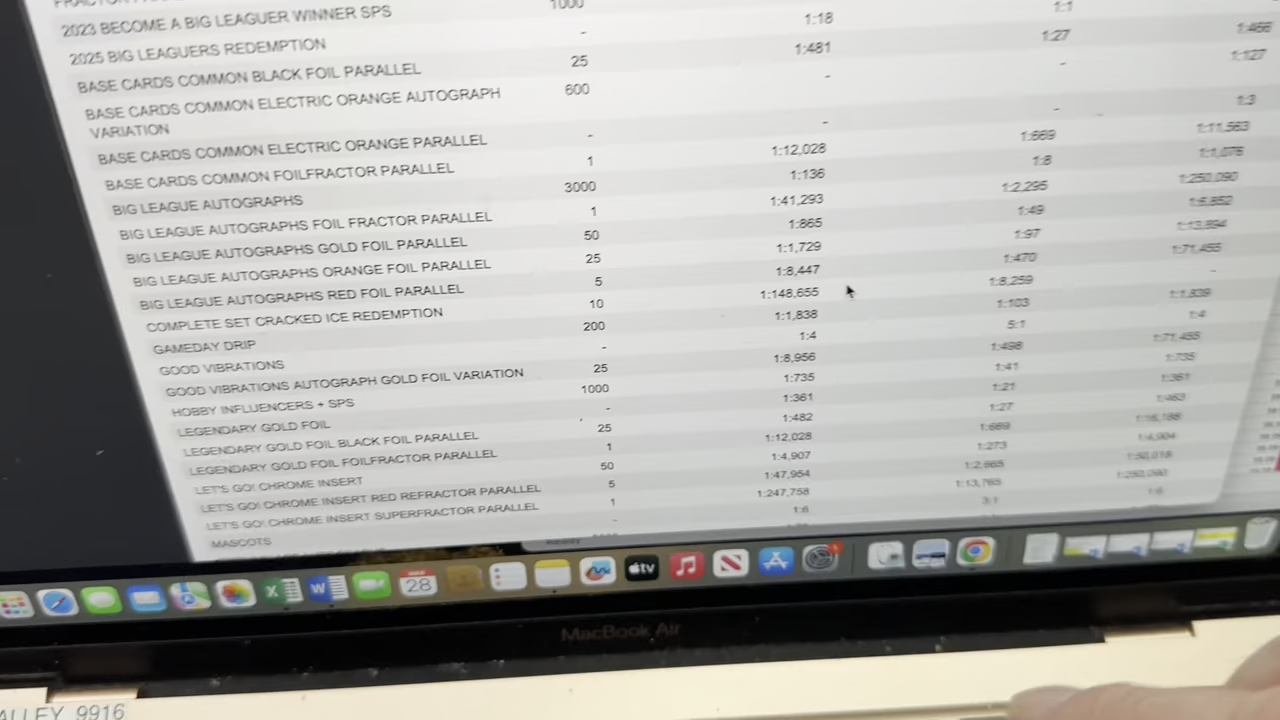 2023 BECOME A BIG LEAGUER WINNER SPS 1000
2025 BIG LEAGUERS REDEMPTION - 1:18 1:1
BASE CARDS COMMON BLACK FOIL PARALLEL 25 1:481 1:27 1:466
BASE CARDS COMMON ELECTRIC ORANGE AUTOGRAPH 600 - - 1:127
VARIATION
BASE CARDS COMMON ELECTRIC ORANGE PARALLEL - - - 1:3
BASE CARDS COMMON FOILFRACTOR PARALLEL 1 1:12,028 1:669 1:11,563
BIG LEAGUE AUTOGRAPHS 3000 1:136 1:8 1:1,076
BIG LEAGUE AUTOGRAPHS FOIL FRACTOR PARALLEL 1 1:41,293 1:2,295 1:250,090
BIG LEAGUE AUTOGRAPHS GOLD FOIL PARALLEL 50 1:865 1:49 1:6,852
BIG LEAGUE AUTOGRAPHS ORANGE FOIL PARALLEL 25 1:1,729 1:97 1:13,894
BIG LEAGUE AUTOGRAPHS RED FOIL PARALLEL 5 1:8,447 1:470 1:71,455
COMPLETE SET CRACKED ICE REDEMPTION 10 1:148,655 1:8,259 -
GAMEDAY DRIP 200 1:1,838 1:103 1:1,839
GOOD VIBRATIONS - 1:4 5:1 1:4
GOOD VIBRATIONS AUTOGRAPH GOLD FOIL VARIATION 25 1:8,956 1:498 1:71,455
HOBBY INFLUENCERS + SPS 1000 1:735 1:41 1:735
LEGENDARY GOLD FOIL - 1:361 1:21 1:361
LEGENDARY GOLD FOIL BLACK FOIL PARALLEL 25 1:482 1:27 1:463
LEGENDARY GOLD FOIL FOILFRACTOR PARALLEL 1 1:12,028 1:669 1:16,188
LET'S GO! CHROME INSERT 50 1:4,907 1:273 1:4,904
LET'S GO! CHROME INSERT RED REFRACTOR PARALLEL 5 1:47,954 1:2,665 1:50,018
LET'S GO! CHROME INSERT SUPERFRACTOR PARALLEL 1 1:247,758 1:13,765 1:250,090
MASCOTS - 1:6 3:1 1:6
28
tv
MacBook Air
ALLEY 9916